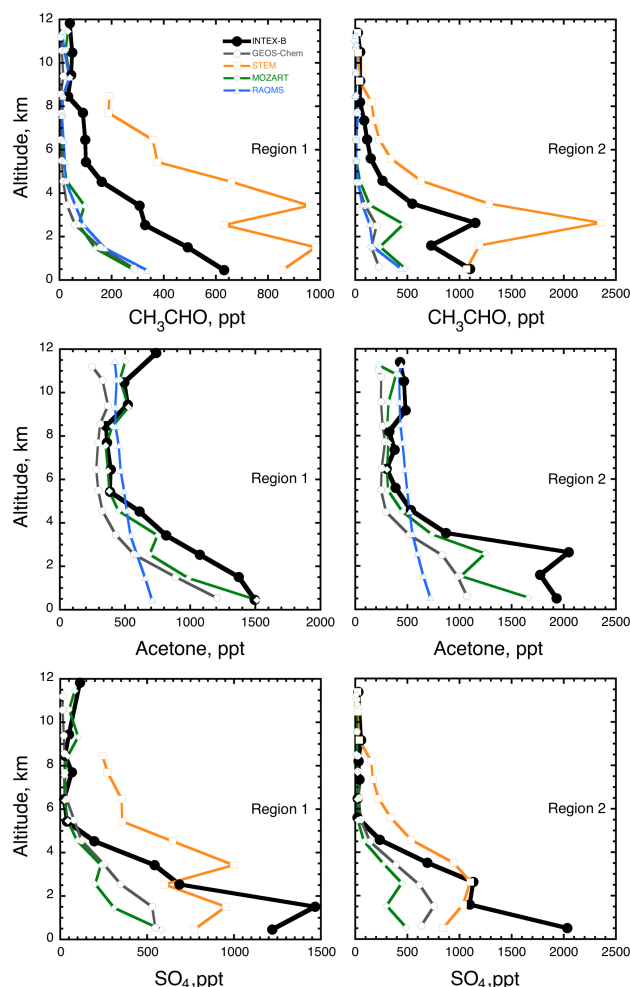 12
10
8
6
4
2
0
Altitude, km
INTEX-B
GEOS-Chem
STEM
MOZART
RAQMS
Region 1
0 200 400 600 800 1000
CH3CHO, ppt
Region 2
0 500 1000 1500 2000 2500
CH3CHO, ppt
12
10
8
6
4
2
0
Altitude, km
Region 1
0 500 1000 1500 2000
Acetone, ppt
Region 2
0 500 1000 1500 2000 2500
Acetone, ppt
12
10
8
6
4
2
0
Altitude, km
Region 1
0 500 1000 1500
SO4,ppt
Region 2
0 500 1000 1500 2000 2500
SO4,ppt